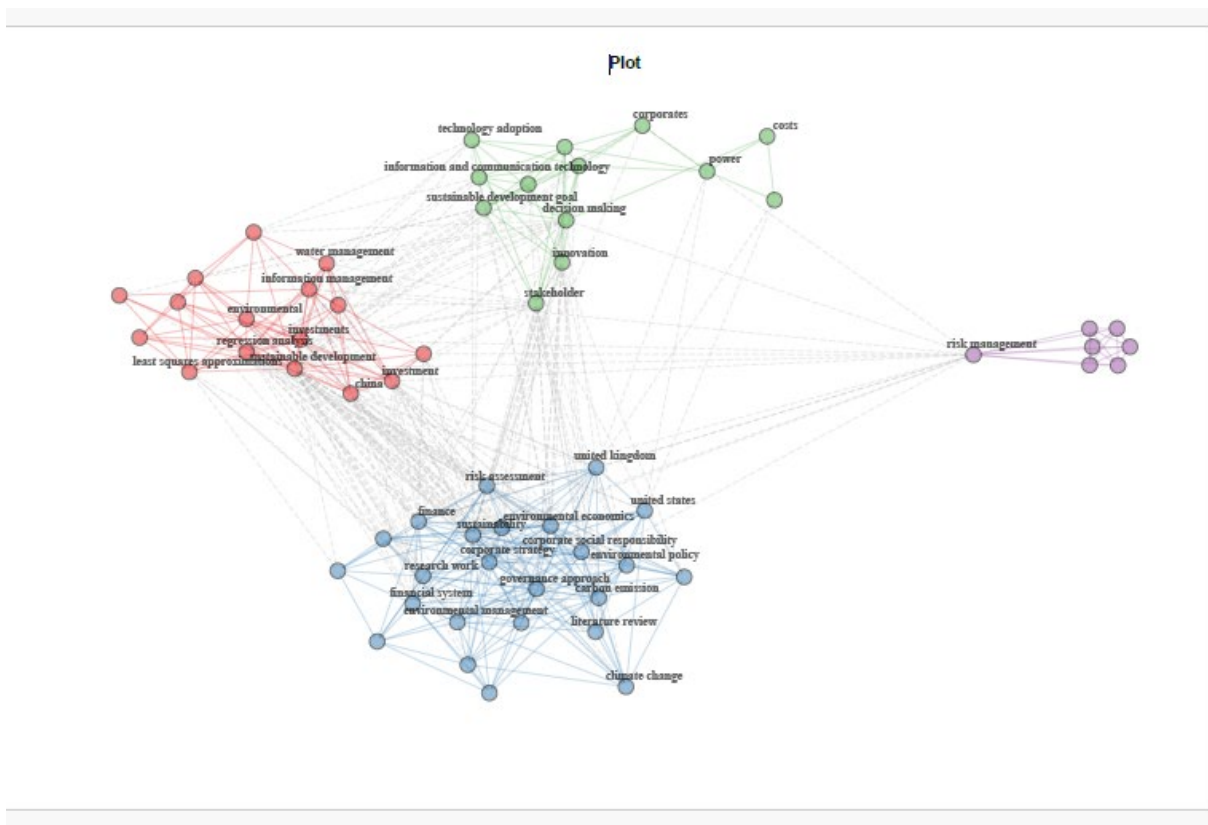 Plot
corporates
technology adoption
costs
power
information and communication technology
sustainable development goal
decision making
innovation
stakeholder
water management
information management
environmental
investments
regression analysis
sustainable development
least squares approximations
investment
china
risk management
united kingdom
risk assessment
united states
finance
environmental economics
sustainability
corporate social responsibility
corporate strategy
environmental policy
research work
governance approach
carbon emission
financial system
environmental management
literature review
climate change